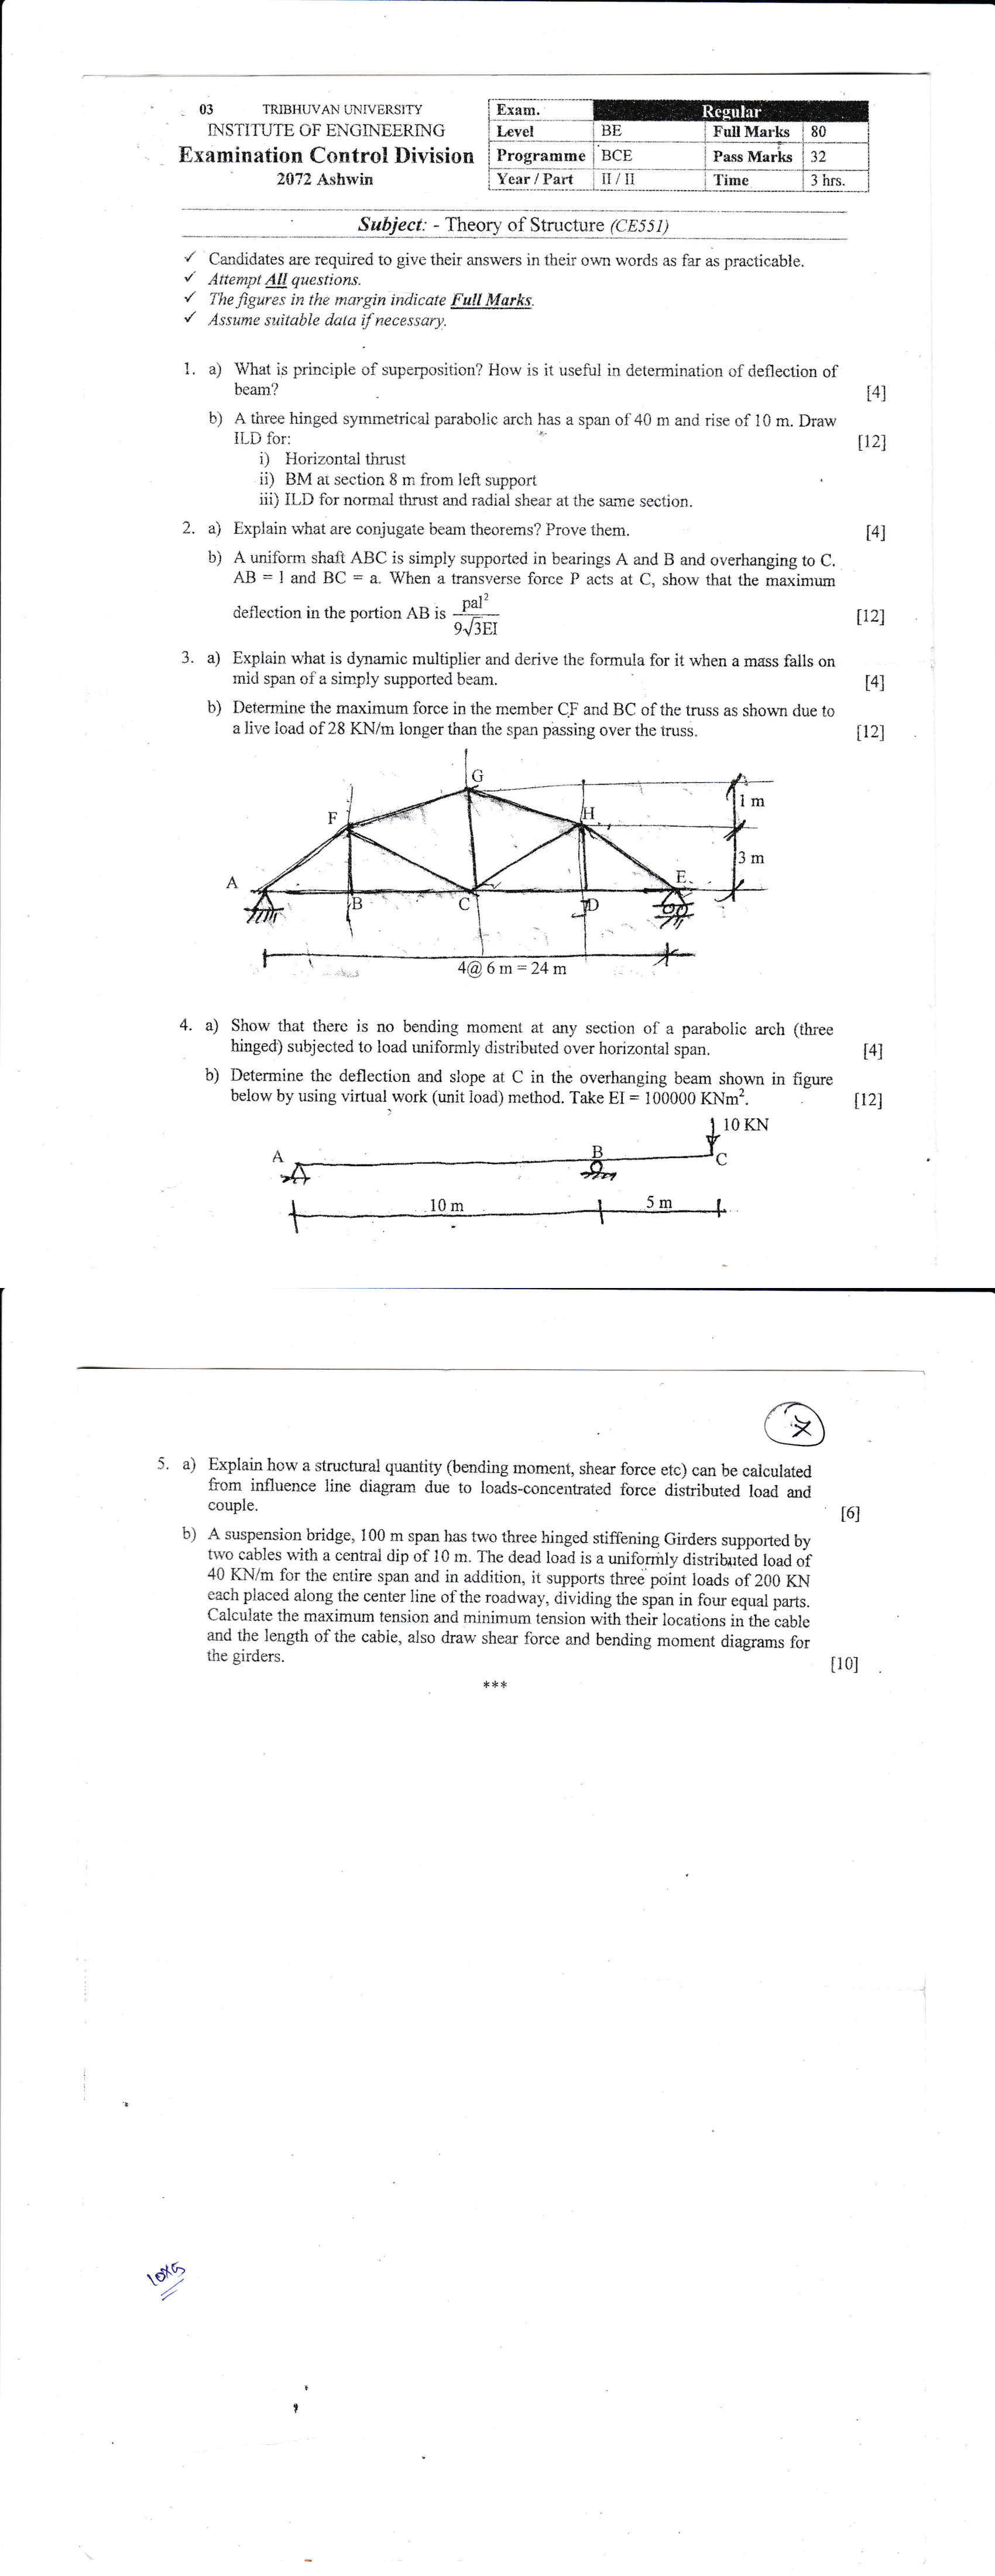 03 TRIBHUVAN UNIVERSITY
INSTITUTE OF ENGINEERING
Examination Control Division
2072 Ashwin
Exam. Regular
Level BE Full Marks 80
Programme BCE Pass Marks 32
Year / Part II / II Time 3 hrs.
Subject: - Theory of Structure (CE551)
✓ Candidates are required to give their answers in their own words as far as practicable.
✓ Attempt All questions.
✓ The figures in the margin indicate Full Marks.
✓ Assume suitable data if necessary.
1. a) What is principle of superposition? How is it useful in determination of deflection of
beam? [4]
b) A three hinged symmetrical parabolic arch has a span of 40 m and rise of 10 m. Draw
ILD for: [12]
i) Horizontal thrust
ii) BM at section 8 m from left support
iii) ILD for normal thrust and radial shear at the same section.
2. a) Explain what are conjugate beam theorems? Prove them. [4]
b) A uniform shaft ABC is simply supported in bearings A and B and overhanging to C.
AB = l and BC = a. When a transverse force P acts at C, show that the maximum
deflection in the portion AB is pal²/9√3EI [12]
3. a) Explain what is dynamic multiplier and derive the formula for it when a mass falls on
mid span of a simply supported beam. [4]
b) Determine the maximum force in the member CF and BC of the truss as shown due to
a live load of 28 KN/m longer than the span passing over the truss. [12]
G
1 m
F
H
3 m
A
E
B
C
D
4@ 6 m = 24 m
4. a) Show that there is no bending moment at any section of a parabolic arch (three
hinged) subjected to load uniformly distributed over horizontal span. [4]
b) Determine the deflection and slope at C in the overhanging beam shown in figure
below by using virtual work (unit load) method. Take EI = 100000 KNm². [12]
10 KN
A
B
C
10 m
5 m
5. a) Explain how a structural quantity (bending moment, shear force etc) can be calculated
from influence line diagram due to loads-concentrated force distributed load and
couple. [6]
b) A suspension bridge, 100 m span has two three hinged stiffening Girders supported by
two cables with a central dip of 10 m. The dead load is a uniformly distributed load of
40 KN/m for the entire span and in addition, it supports three point loads of 200 KN
each placed along the center line of the roadway, dividing the span in four equal parts.
Calculate the maximum tension and minimum tension with their locations in the cable
and the length of the cable, also draw shear force and bending moment diagrams for
the girders. [10]
***